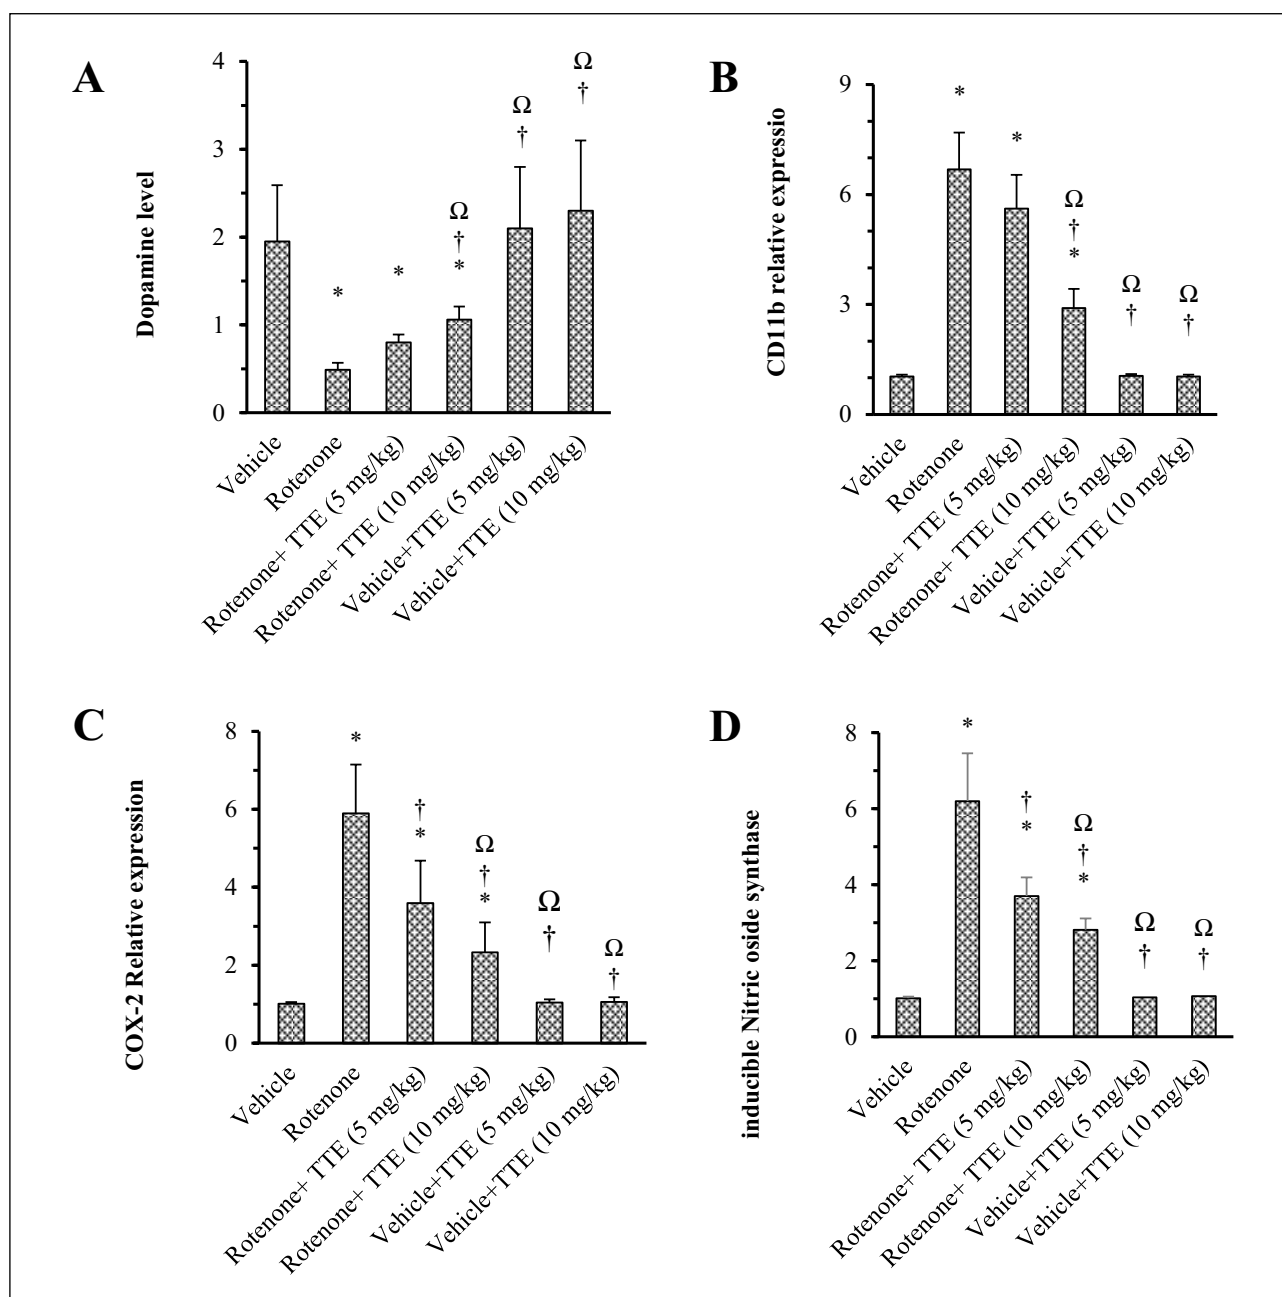 A
Dopamine level
4
3
2
1
0
*
*
Ω
†
*
Ω
†
Ω
†
Vehicle
Rotenone
Rotenone+ TTE (5 mg/kg)
Rotenone+ TTE (10 mg/kg)
Vehicle+TTE (5 mg/kg)
Vehicle+TTE (10 mg/kg)
B
CD11b relative expressio
9
6
3
0
*
*
Ω
†
*
Ω
†
Ω
†
Vehicle
Rotenone
Rotenone+ TTE (5 mg/kg)
Rotenone+ TTE (10 mg/kg)
Vehicle+TTE (5 mg/kg)
Vehicle+TTE (10 mg/kg)
C
COX-2 Relative expression
8
6
4
2
0
*
†
*
Ω
†
*
Ω
†
Ω
†
Vehicle
Rotenone
Rotenone+ TTE (5 mg/kg)
Rotenone+ TTE (10 mg/kg)
Vehicle+TTE (5 mg/kg)
Vehicle+TTE (10 mg/kg)
D
inducible Nitric oside synthase
8
6
4
2
0
*
†
*
Ω
†
*
Ω
†
Ω
†
Vehicle
Rotenone
Rotenone+ TTE (5 mg/kg)
Rotenone+ TTE (10 mg/kg)
Vehicle+TTE (5 mg/kg)
Vehicle+TTE (10 mg/kg)